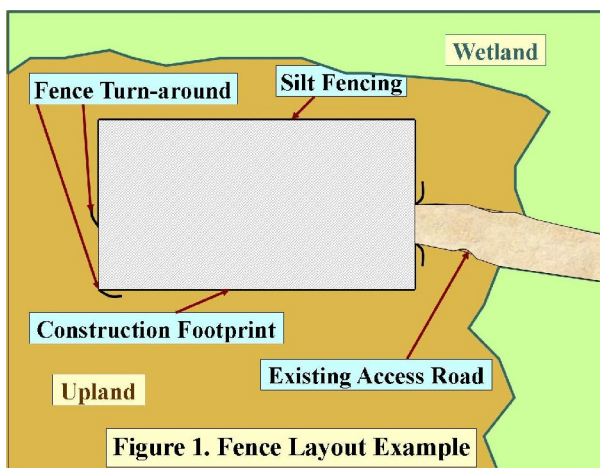 Wetland
Fence Turn-around
Silt Fencing
Construction Footprint
Existing Access Road
Upland
Figure 1. Fence Layout Example